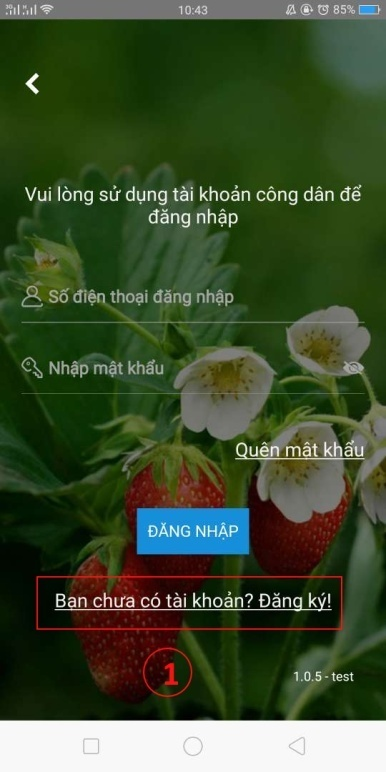 3G 10:43 85%
Vui lòng sử dụng tài khoản công dân để
đăng nhập
Số điện thoại đăng nhập
Nhập mật khẩu
Quên mật khẩu
ĐĂNG NHẬP
Bạn chưa có tài khoản? Đăng ký!
1
1.0.5 - test